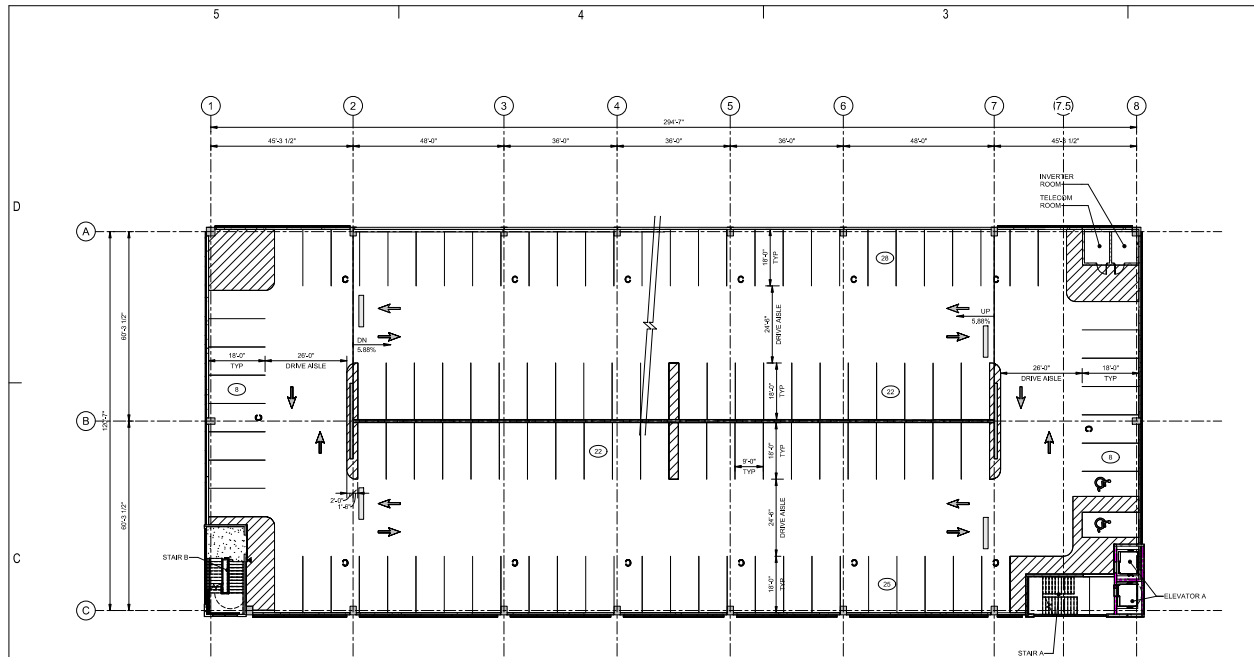 5 4 3
1 2 3 4 5 6 7 (7.5) 8
294'-7"
45'-3 1/2" 48'-0" 36'-0" 36'-0" 36'-0" 48'-0" 45'-3 1/2"
INVERTER
ROOM
TELECOM
ROOM
D
A
28
18'-0"
TYP
60'-3 1/2"
24'-6"
DRIVE AISLE
UP
5.88%
DN
5.88%
18'-0"
TYP
26'-0"
DRIVE AISLE
26'-0"
DRIVE AISLE
18'-0"
TYP
8
22
18'-0"
TYP
B
120'-7"
22
18'-0"
TYP
9'-0"
TYP
8
2'-0"
1'-6"
60'-3 1/2"
24'-6"
DRIVE AISLE
C
STAIR B
18'-0"
TYP
25
ELEVATOR A
C
STAIR A